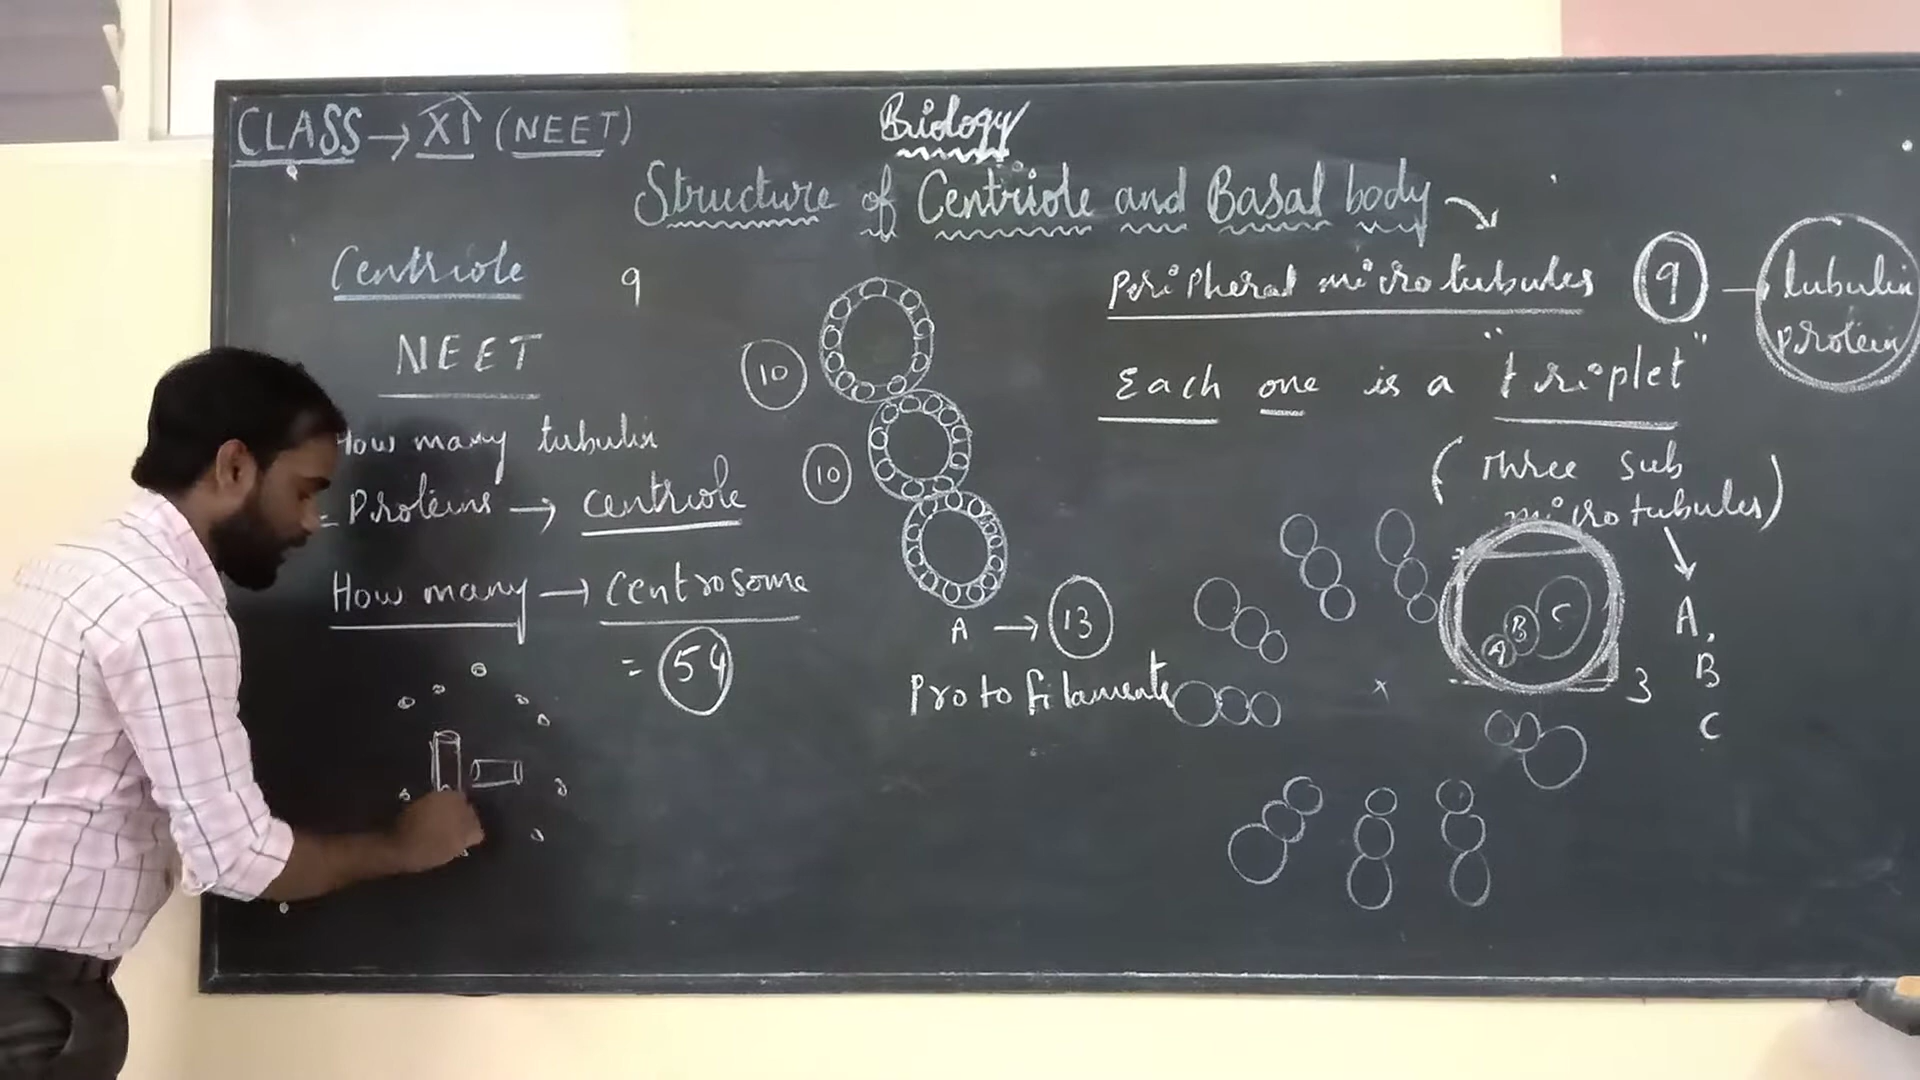 CLASS → XI (NEET)
Biology
Structure of Centriole and Basal body
Centriole 9
NEET
How many tubulin
Proteins → centriole
How many → centrosome
= 54
10
10
A → 13
Protofilaments
Peripheral microtubules 9 — tubulin
protein
Each one is a "triplet"
(Three sub
microtubules)
A,
B
C
A B C
3
x